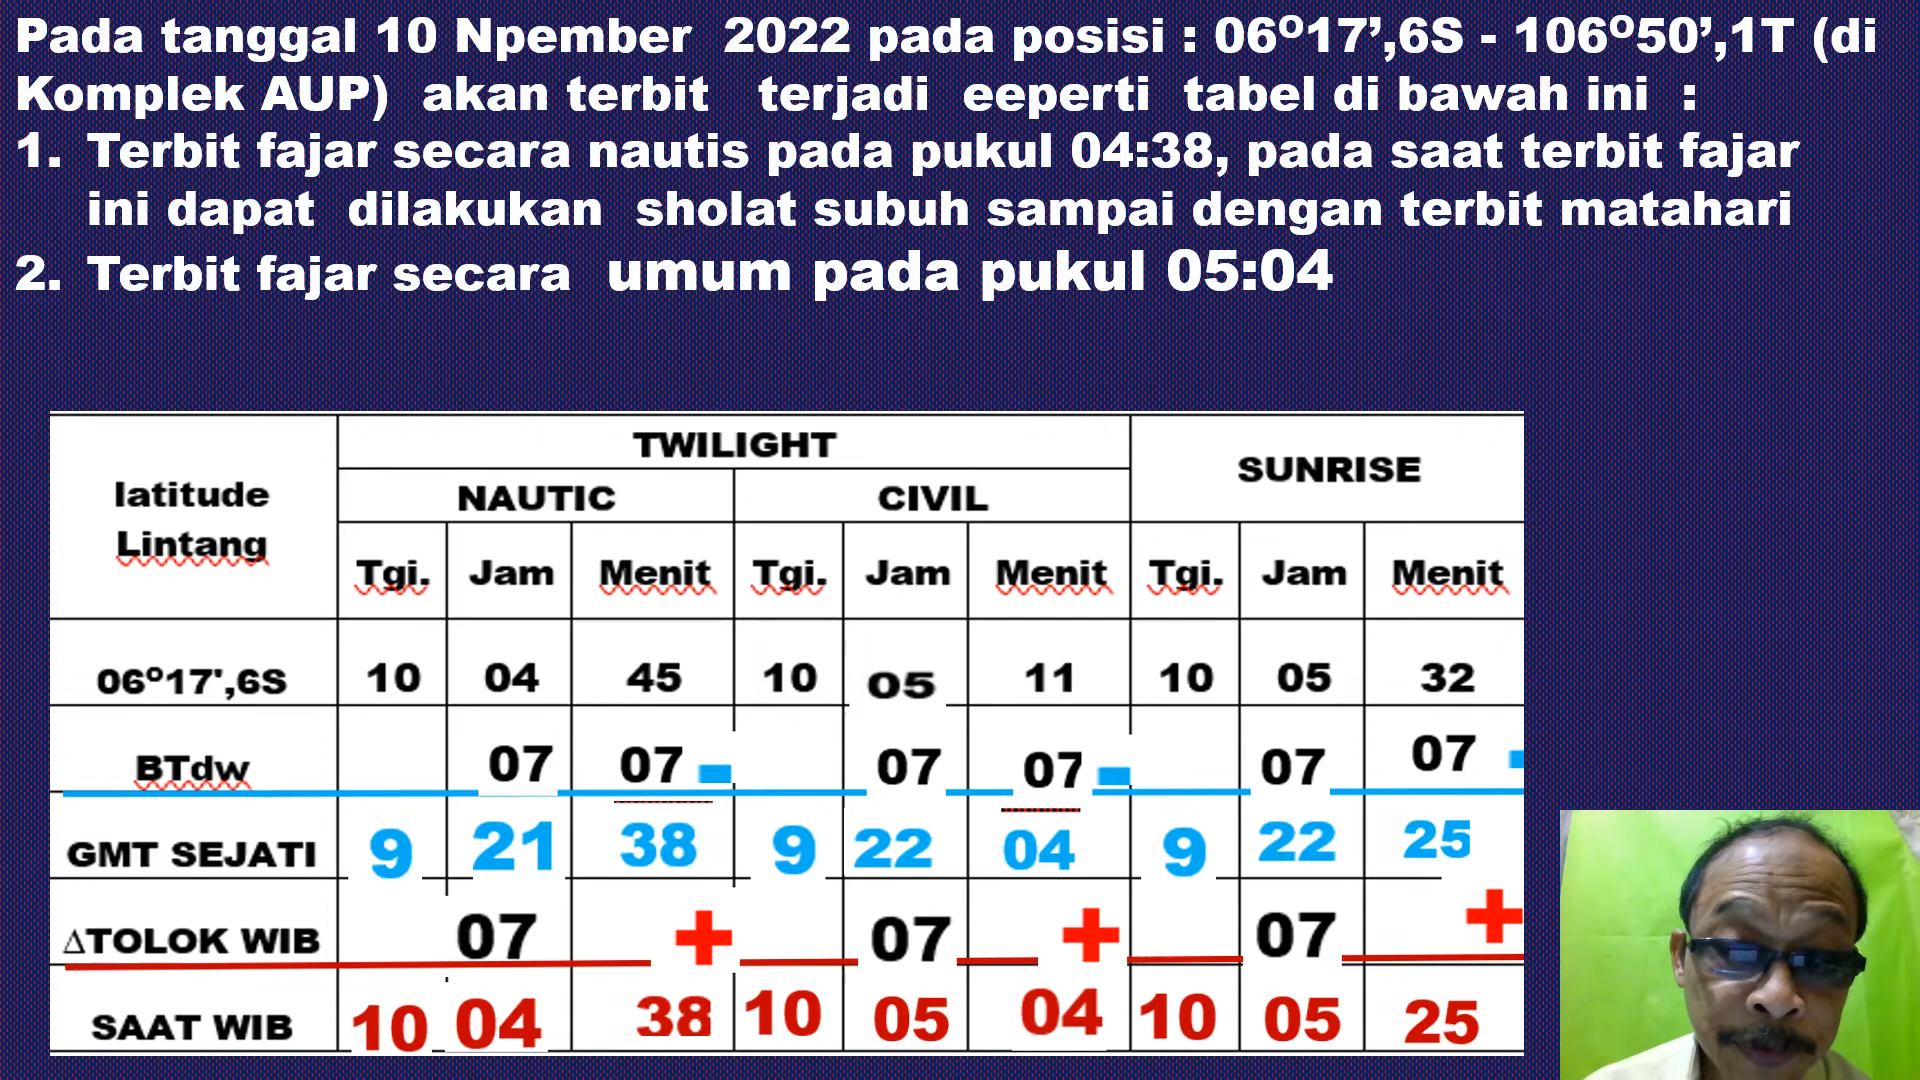 Pada tanggal 10 Npember 2022 pada posisi : 06º17’,6S - 106º50’,1T (di
Komplek AUP) akan terbit terjadi eeperti tabel di bawah ini :
1. Terbit fajar secara nautis pada pukul 04:38, pada saat terbit fajar
ini dapat dilakukan sholat subuh sampai dengan terbit matahari
2. Terbit fajar secara umum pada pukul 05:04
latitude Lintang TWILIGHT SUNRISE
NAUTIC CIVIL
Tgi. Jam Menit Tgi. Jam Menit Tgi. Jam Menit
06º17',6S 10 04 45 10 05 11 10 05 32
BTdw 07 07 - 07 07 - 07 07 -
GMT SEJATI 9 21 38 9 22 04 9 22 25
∆TOLOK WIB 07 + 07 + 07 +
SAAT WIB 10 04 38 10 05 04 10 05 25